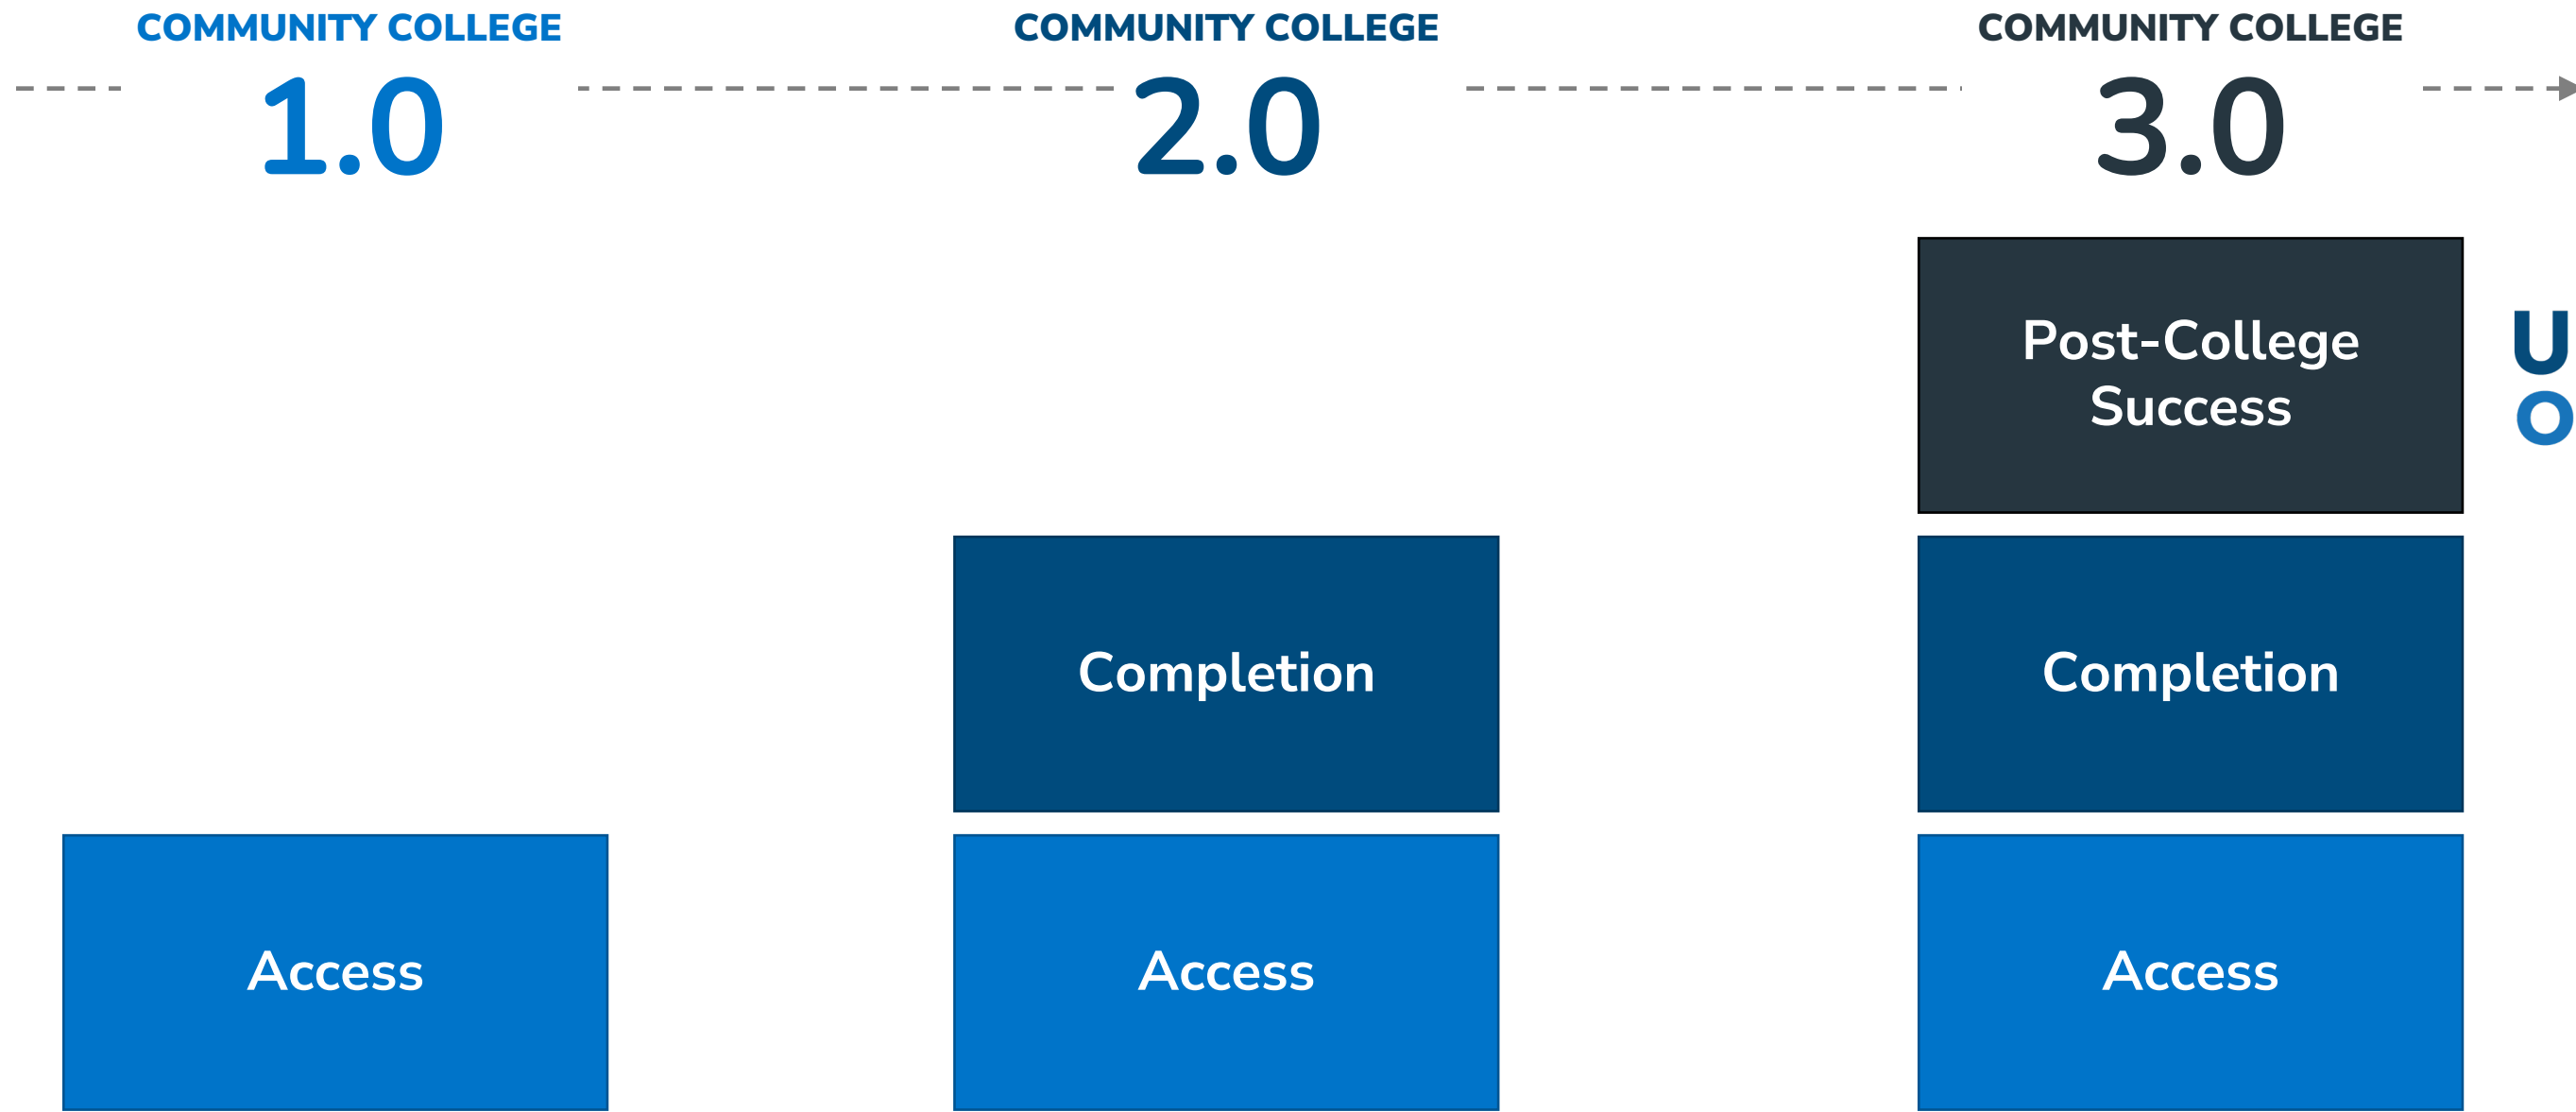 COMMUNITY COLLEGE
1.0
COMMUNITY COLLEGE
2.0
COMMUNITY COLLEGE
3.0
Post-College
Success
U
O
Completion
Completion
Access
Access
Access